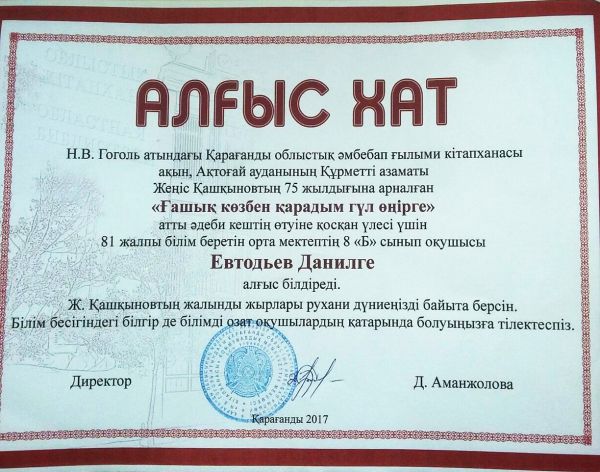 АЛҒЫС ХАТ
Н.В. Гоголь атындағы Қарағанды облыстық әмбебап ғылыми кітапханасы
ақын, Ақтоғай ауданының Құрметті азаматы
Жеңіс Қашқыновтың 75 жылдығына арналған
«Ғашық көзбен қарадым гүл өңірге»
атты әдеби кештің өтуіне қосқан үлесі үшін
81 жалпы білім беретін орта мектептің 8 «Б» сынып оқушысы
Евтодьев Данилге
алғыс білдіреді.
Ж. Қашқыновтың жалынды жырлары рухани дүниеңізді байыта берсін.
Білім бесігіндегі білгір де білімді озат оқушылардың қатарында болуыңызға тілектеспіз.
Директор
Д. Аманжолова
Қарағанды 2017